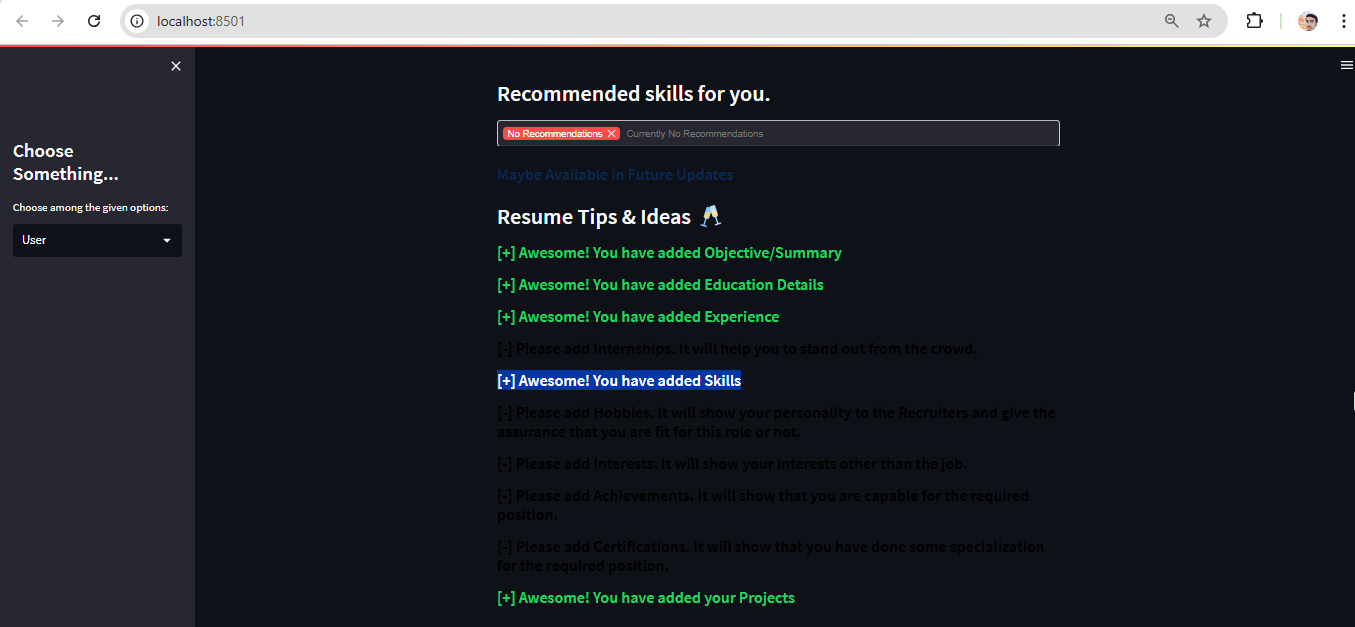 localhost:8501
Choose
Something...
Choose among the given options:
User
Recommended skills for you.
No Recommendations Currently No Recommendations
Maybe Available in Future Updates
Resume Tips & Ideas 🥂
[+] Awesome! You have added Objective/Summary
[+] Awesome! You have added Education Details
[+] Awesome! You have added Experience
[-] Please add Internships. It will help you to stand out from the crowd.
[+] Awesome! You have added Skills
[-] Please add Hobbies. It will show your personality to the Recruiters and give the
assurance that you are fit for this role or not.
[-] Please add Interests. It will show your interests other than the job.
[-] Please add Achievements. It will show that you are capable for the required
position.
[-] Please add Certifications. It will show that you have done some specialization
for the required position.
[+] Awesome! You have added your Projects